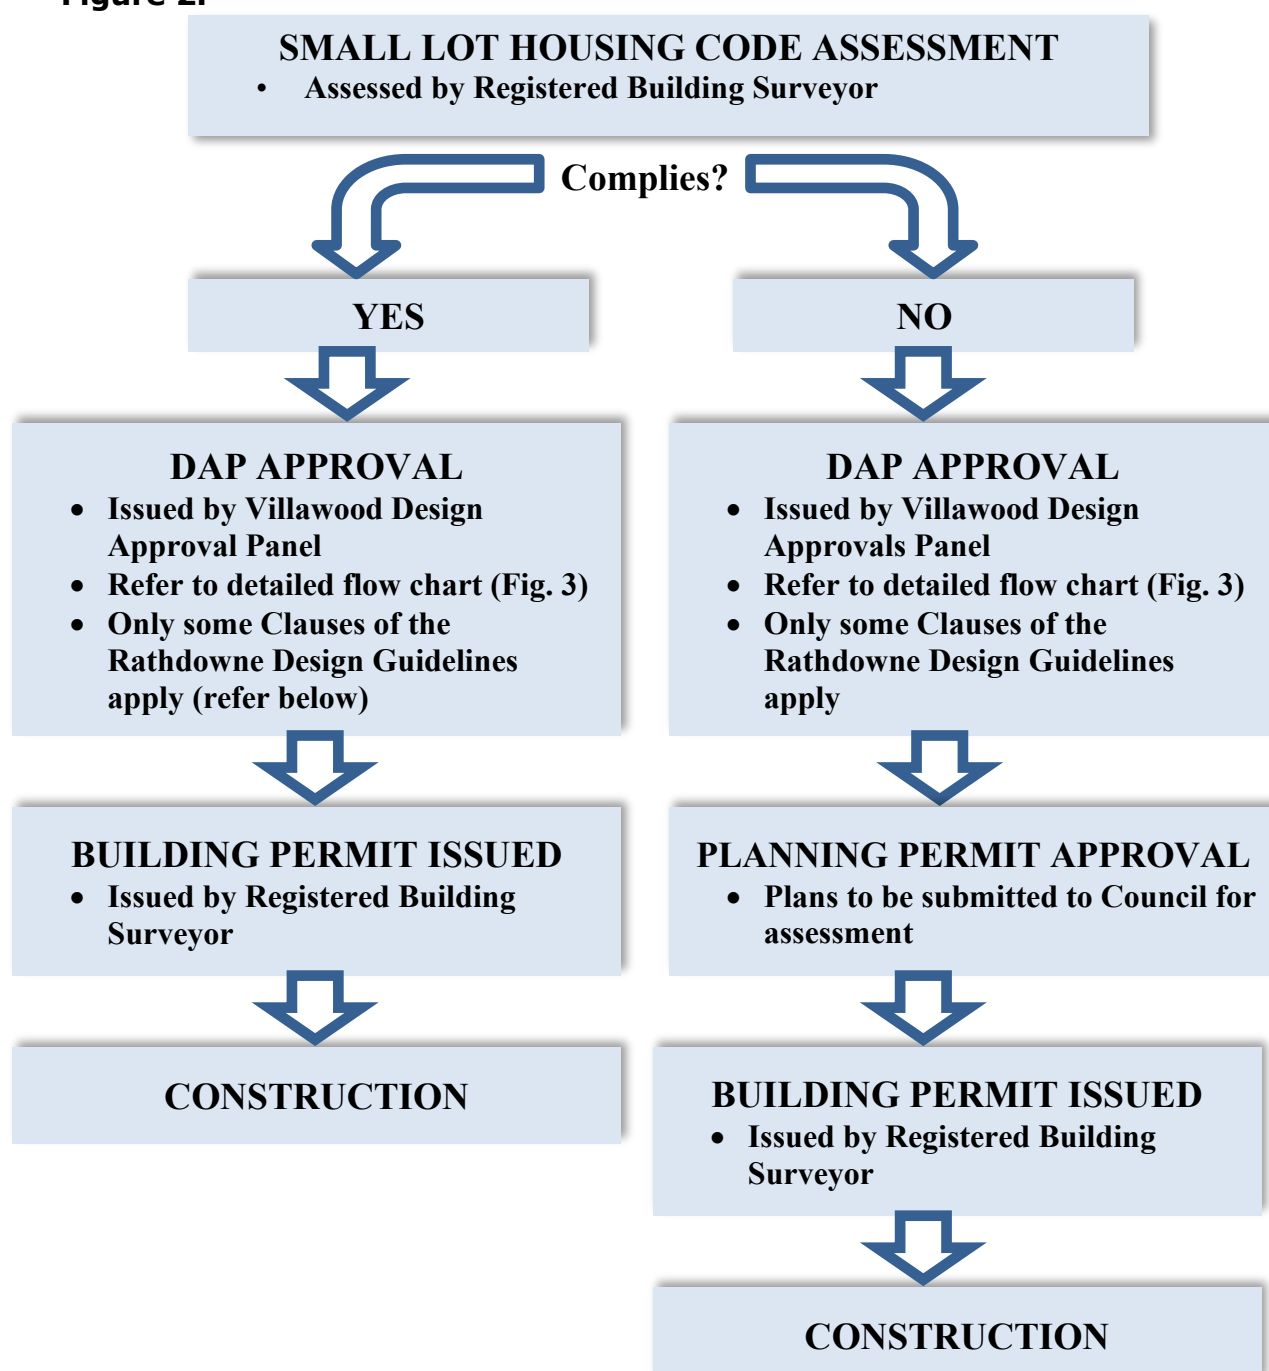 Figure 2.
SMALL LOT HOUSING CODE ASSESSMENT
• Assessed by Registered Building Surveyor
Complies?
YES
NO
DAP APPROVAL
• Issued by Villawood Design
Approval Panel
• Refer to detailed flow chart (Fig. 3)
• Only some Clauses of the
Rathdowne Design Guidelines
apply (refer below)
DAP APPROVAL
• Issued by Villawood Design
Approvals Panel
• Refer to detailed flow chart (Fig. 3)
• Only some Clauses of the
Rathdowne Design Guidelines
apply
BUILDING PERMIT ISSUED
• Issued by Registered Building
Surveyor
PLANNING PERMIT APPROVAL
• Plans to be submitted to Council for
assessment
CONSTRUCTION
BUILDING PERMIT ISSUED
• Issued by Registered Building
Surveyor
CONSTRUCTION